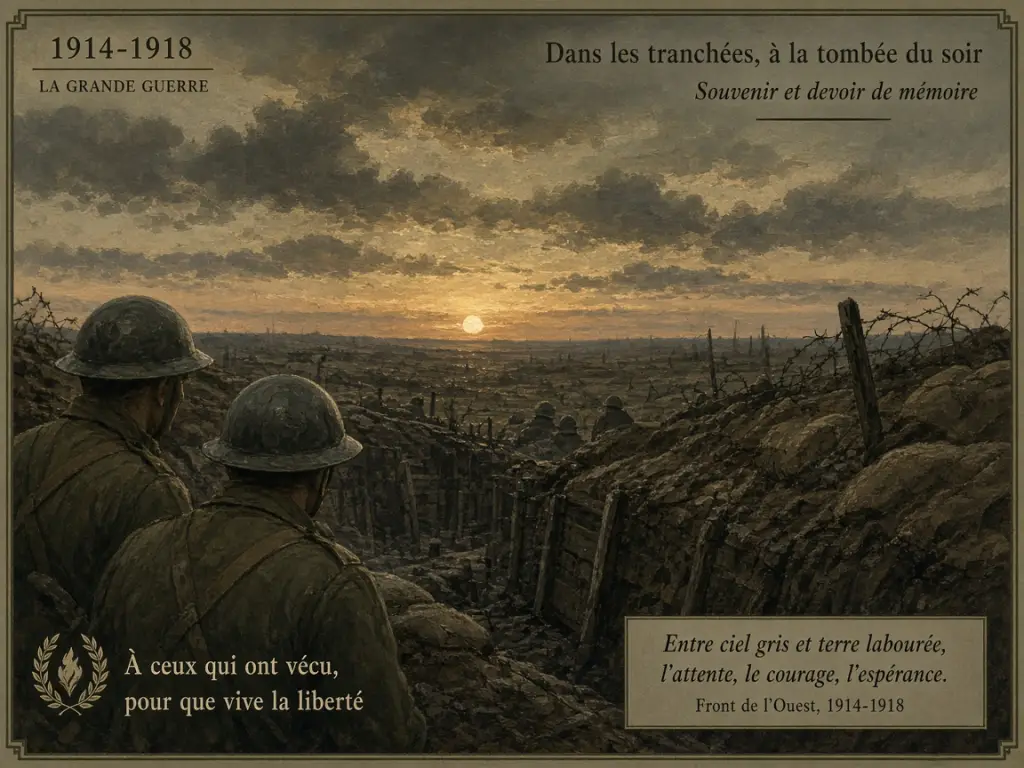 1914-1918
LA GRANDE GUERRE
Dans les tranchées, à la tombée du soir
Souvenir et devoir de mémoire
À ceux qui ont vécu,
pour que vive la liberté
Entre ciel gris et terre labourée,
l'attente, le courage, l'espérance.
Front de l'Ouest, 1914-1918